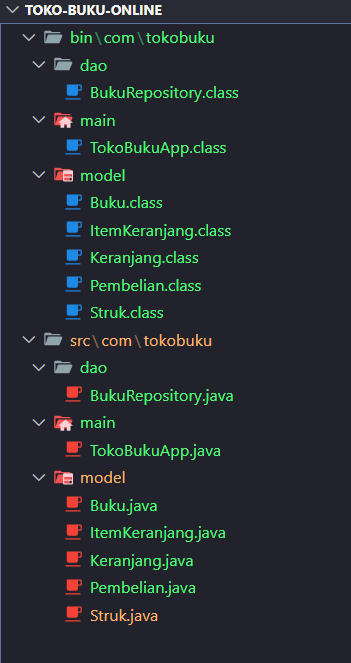 TOKO-BUKU-ONLINE
bin\com\tokobuku
dao
BukuRepository.class
main
TokoBukuApp.class
model
Buku.class
ItemKeranjang.class
Keranjang.class
Pembelian.class
Struk.class
src\com\tokobuku
dao
BukuRepository.java
main
TokoBukuApp.java
model
Buku.java
ItemKeranjang.java
Keranjang.java
Pembelian.java
Struk.java